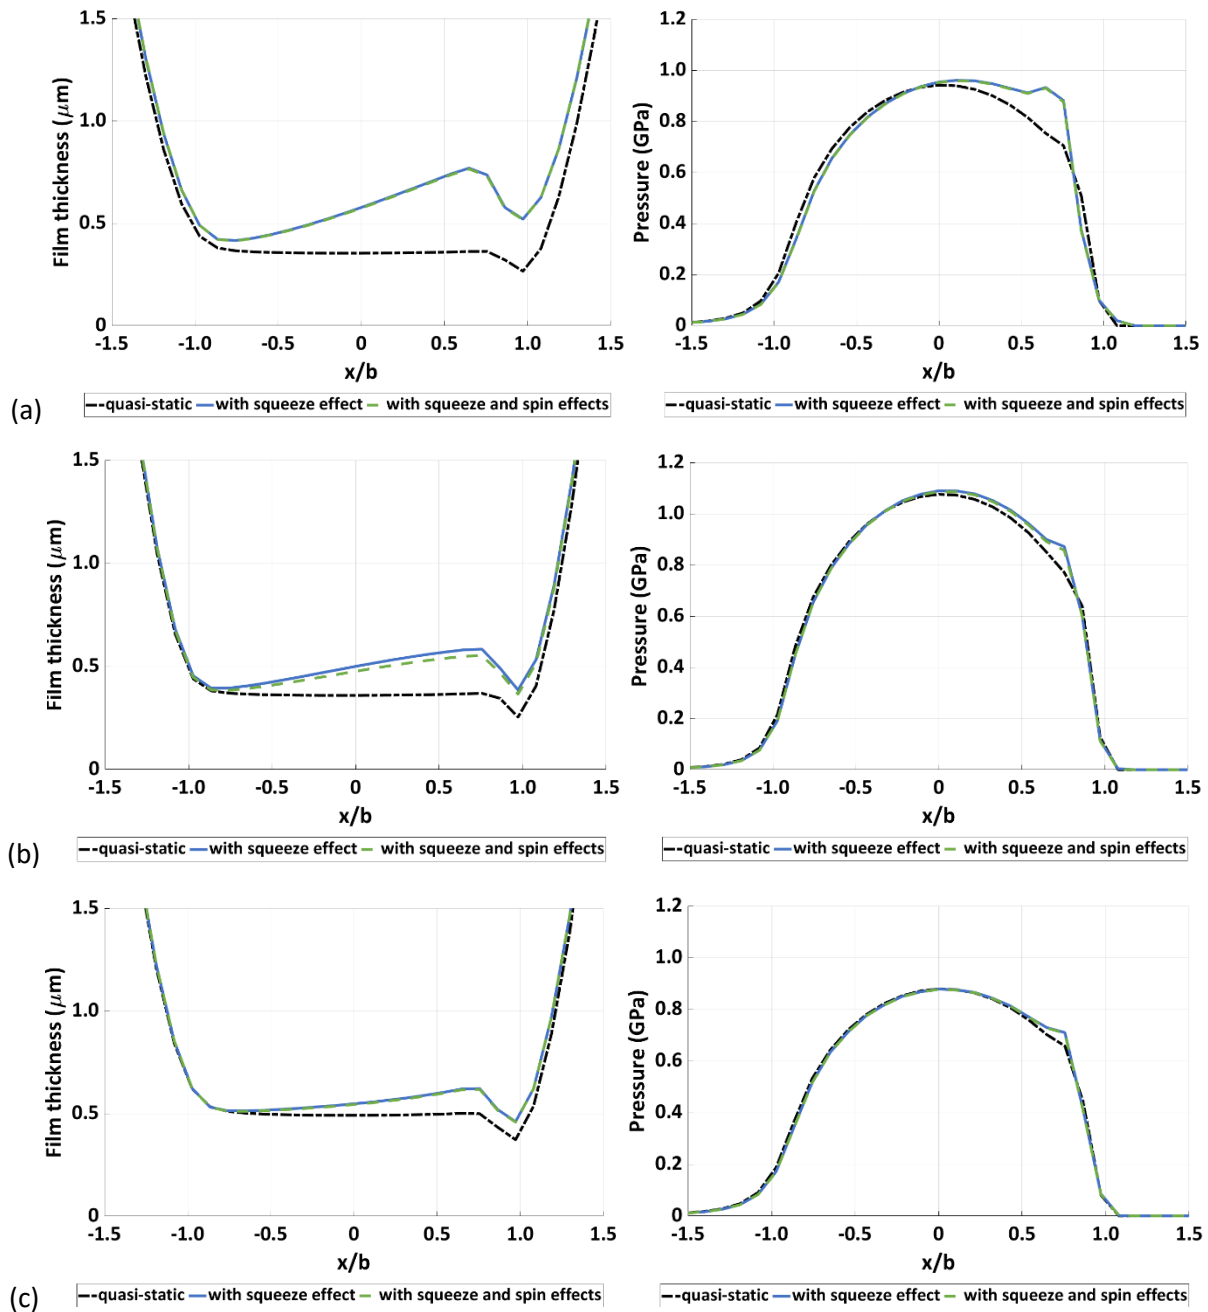 1.5
1.0
0.5
0
Film thickness (μm)
-1.5 -1.0 -0.5 0 0.5 1.0 1.5
x/b
1.2
1.0
0.8
0.6
0.4
0.2
0
Pressure (GPa)
-1.5 -1.0 -0.5 0 0.5 1.0 1.5
x/b
(a)
quasi-static with squeeze effect with squeeze and spin effects
quasi-static with squeeze effect with squeeze and spin effects
1.5
1.0
0.5
0
Film thickness (μm)
-1.5 -1.0 -0.5 0 0.5 1.0 1.5
x/b
1.2
1.0
0.8
0.6
0.4
0.2
0
Pressure (GPa)
-1.5 -1.0 -0.5 0 0.5 1.0 1.5
x/b
(b)
quasi-static with squeeze effect with squeeze and spin effects
quasi-static with squeeze effect with squeeze and spin effects
1.5
1.0
0.5
0
Film thickness (μm)
-1.5 -1.0 -0.5 0 0.5 1.0 1.5
x/b
1.2
1.0
0.8
0.6
0.4
0.2
0
Pressure (GPa)
-1.5 -1.0 -0.5 0 0.5 1.0 1.5
x/b
(c)
quasi-static with squeeze effect with squeeze and spin effects
quasi-static with squeeze effect with squeeze and spin effects